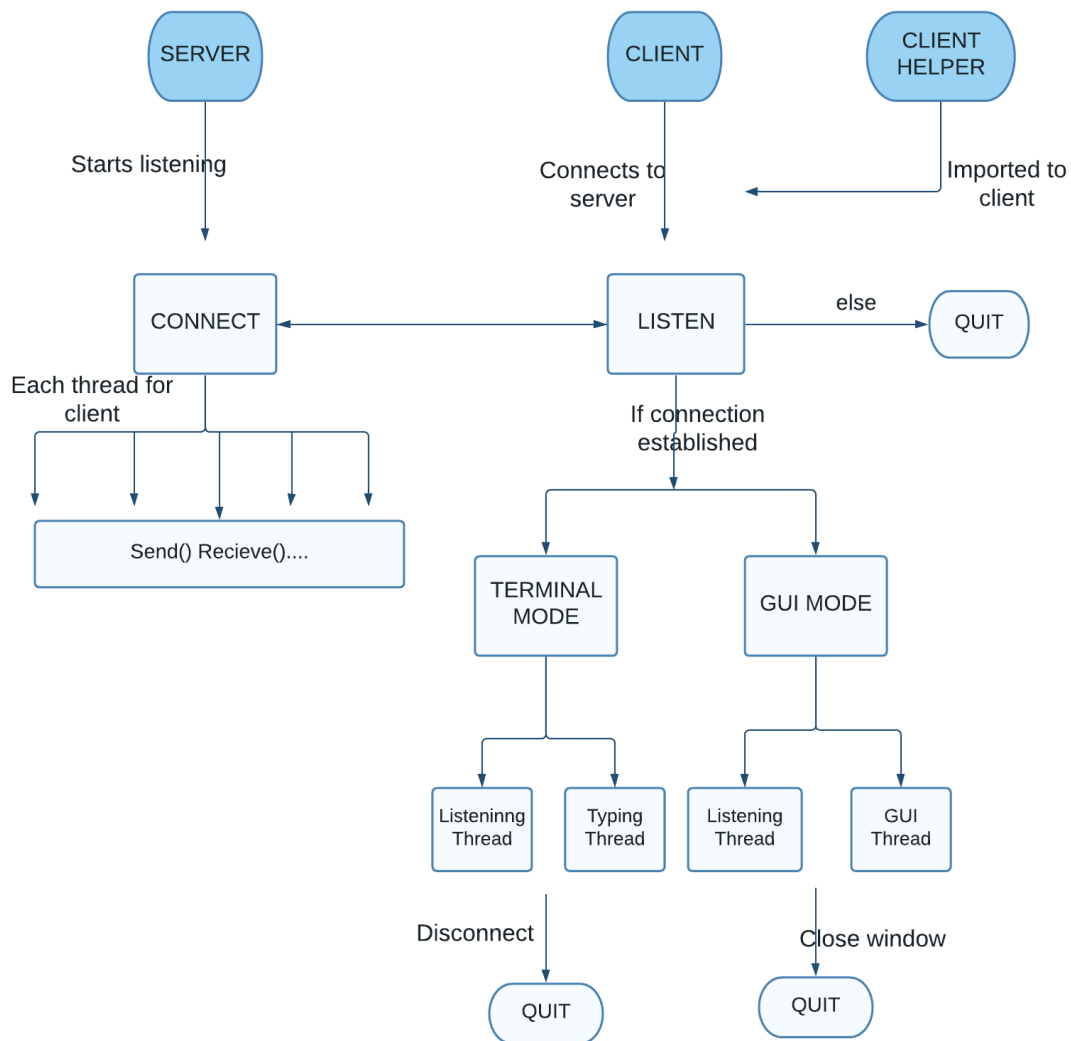 SERVER
CLIENT
CLIENT
HELPER
Starts listening
Connects to
server
Imported to
client
CONNECT
LISTEN
else
QUIT
Each thread for
client
If connection
established
Send() Recieve()....
TERMINAL
MODE
GUI MODE
Listeninng
Thread
Typing
Thread
Listening
Thread
GUI
Thread
Disconnect
Close window
QUIT
QUIT